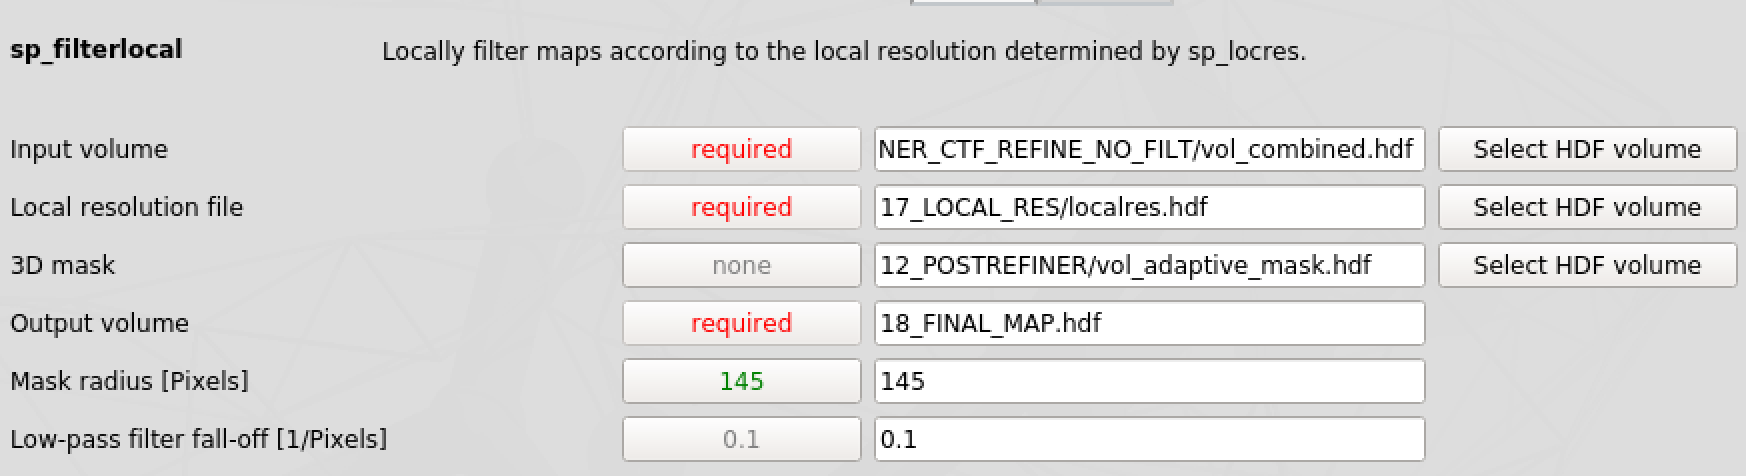 sp_filterlocal Locally filter maps according to the local resolution determined by sp_locres.
Input volume required NER_CTF_REFINE_NO_FILT/vol_combined.hdf Select HDF volume
Local resolution file required 17_LOCAL_RES/localres.hdf Select HDF volume
3D mask none 12_POSTREFINER/vol_adaptive_mask.hdf Select HDF volume
Output volume required 18_FINAL_MAP.hdf
Mask radius [Pixels] 145 145
Low-pass filter fall-off [1/Pixels] 0.1 0.1